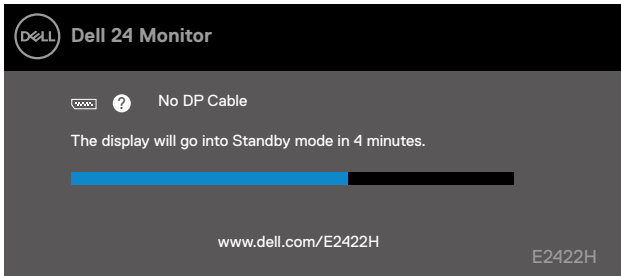 DELL Dell 24 Monitor
? No DP Cable
The display will go into Standby mode in 4 minutes.
www.dell.com/E2422H
E2422H